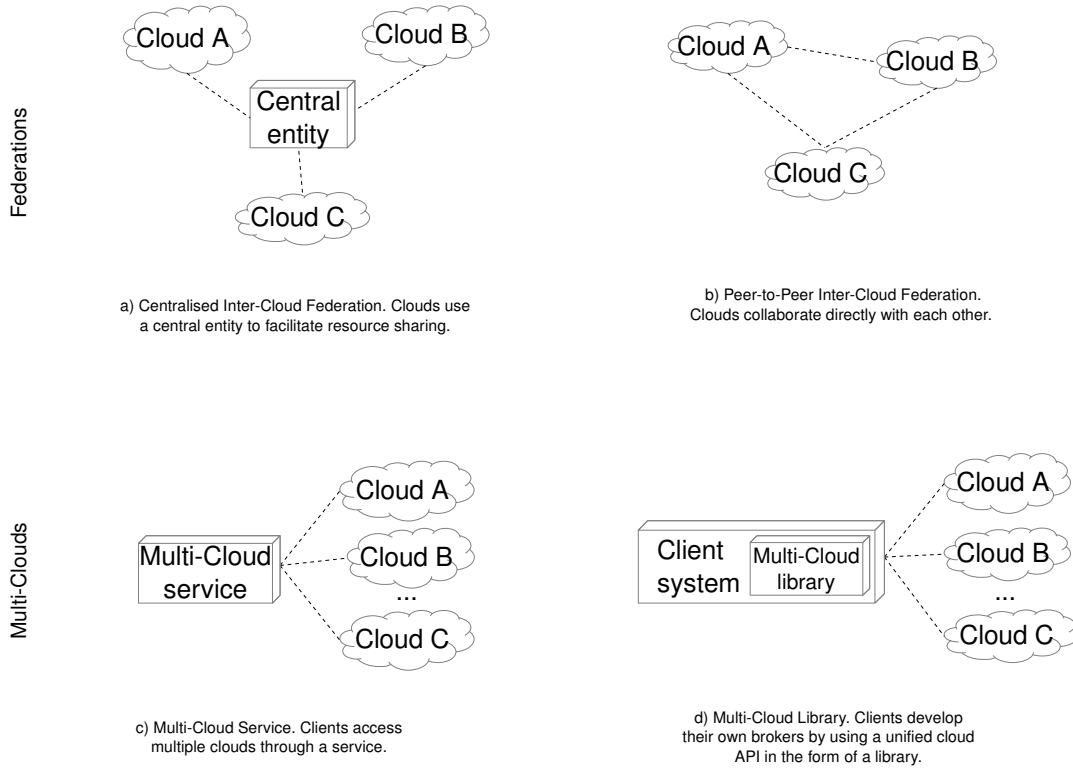 Federations
Cloud A
Cloud B
Central
entity
Cloud C
a) Centralised Inter-Cloud Federation. Clouds use
a central entity to facilitate resource sharing.
Cloud A
Cloud B
Cloud C
b) Peer-to-Peer Inter-Cloud Federation.
Clouds collaborate directly with each other.
Multi-Clouds
Multi-Cloud
service
Cloud A
Cloud B
...
Cloud C
c) Multi-Cloud Service. Clients access
multiple clouds through a service.
Client
system
Multi-Cloud
library
Cloud A
Cloud B
...
Cloud C
d) Multi-Cloud Library. Clients develop
their own brokers by using a unified cloud
API in the form of a library.